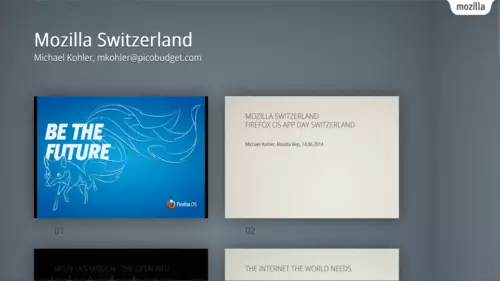 mozilla
Mozilla Switzerland
Michael Kohler, mkohler@picobudget.com
BE THE
FUTURE
Firefox OS
01
MOZILLA SWITZERLAND
FIREFOX OS APP DAY SWITZERLAND
Michael Kohler, Mozilla Rep, 14.06.2014
02
MOZILLA'S MISSION - THE OPEN WEB
THE INTERNET THE WORLD NEEDS